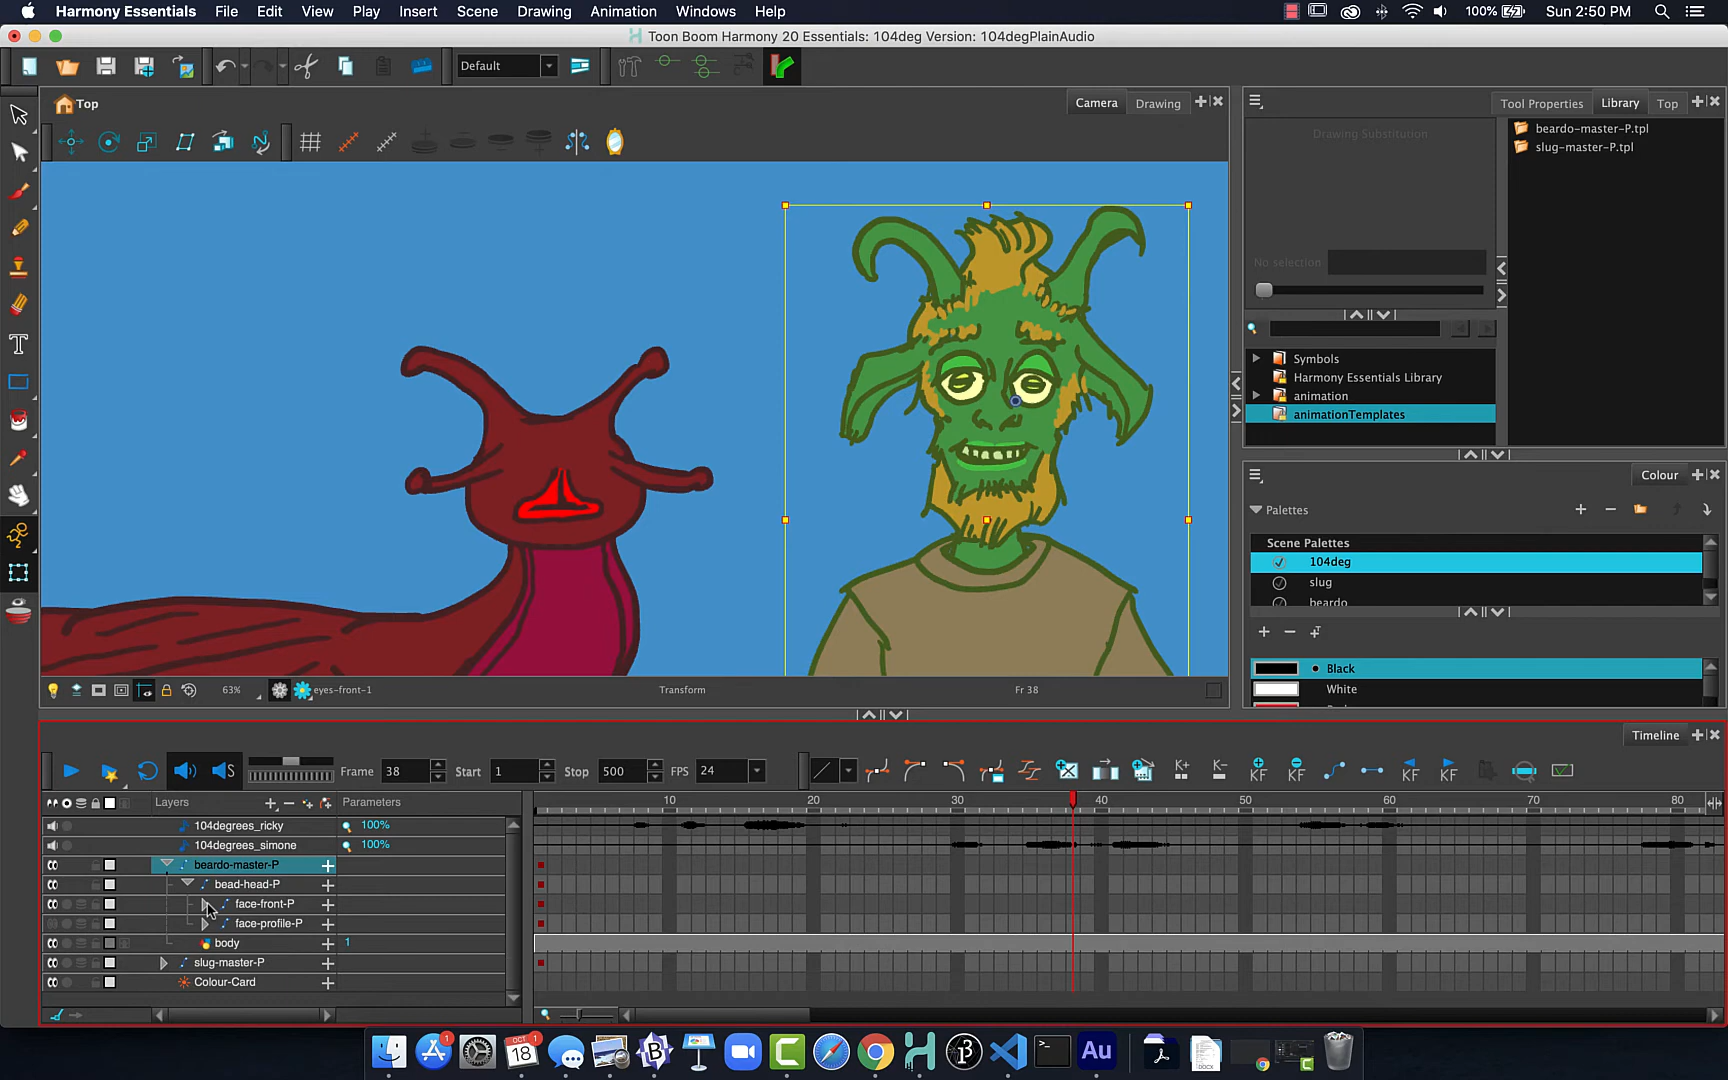 Harmony Essentials File Edit View Play Insert Scene Drawing Animation Windows Help 100% Sun 2:50 PM
Toon Boom Harmony 20 Essentials: 104deg Version: 104degPlainAudio
Default
Top Camera Drawing Tool Properties Library Top
Drawing Substitution
beardo-master-P.tpl
slug-master-P.tpl
No selection
Symbols
Harmony Essentials Library
animation
animationTemplates
Colour
Palettes
Scene Palettes
104deg
slug
beardo
Black
White
63% eyes-front-1 Transform Fr 38
Timeline
Frame 38 Start 1 Stop 500 FPS 24
Layers Parameters 10 20 30 40 50 60 70 80
104degrees_ricky 100%
104degrees_simone 100%
beardo-master-P
bead-head-P
face-front-P
face-profile-P
body 1
slug-master-P
Colour-Card
OCT 18 1 Au DOCX